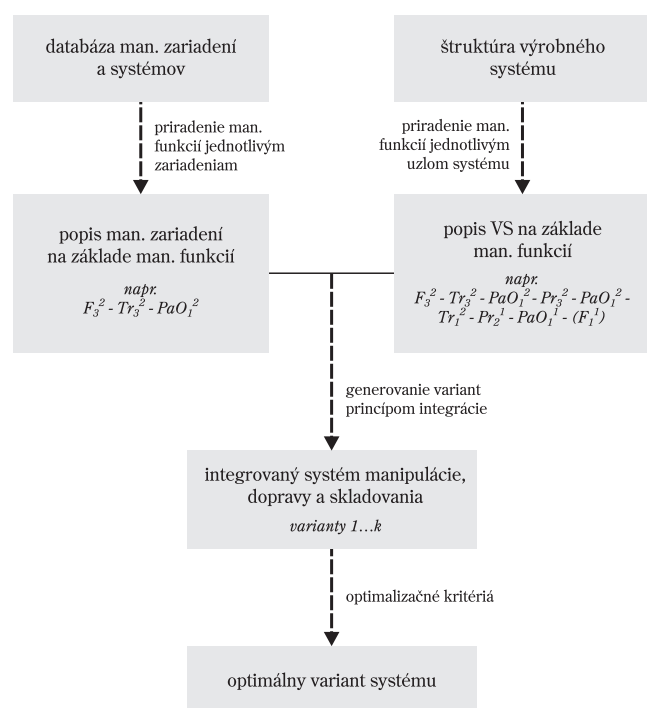 databáza man. zariadení
a systémov
štruktúra výrobného
systému
priradenie man.
funkcií jednotlivým
zariadeniam
priradenie man.
funkcií jednotlivým
uzlom systému
popis man. zariadení
na základe man. funkcií
napr.
F₃² - Tr₃² - PaO₁²
popis VS na základe
man. funkcií
napr.
F₃² - Tr₃² - PaO₁² - Pr₃² - PaO₁² -
Tr₁² - Pr₂¹ - PaO₁¹ - (F₁¹)
generovanie variant
princípom integrácie
integrovaný systém manipulácie,
dopravy a skladovania
varianty 1...k
optimalizačné kritériá
optimálny variant systému